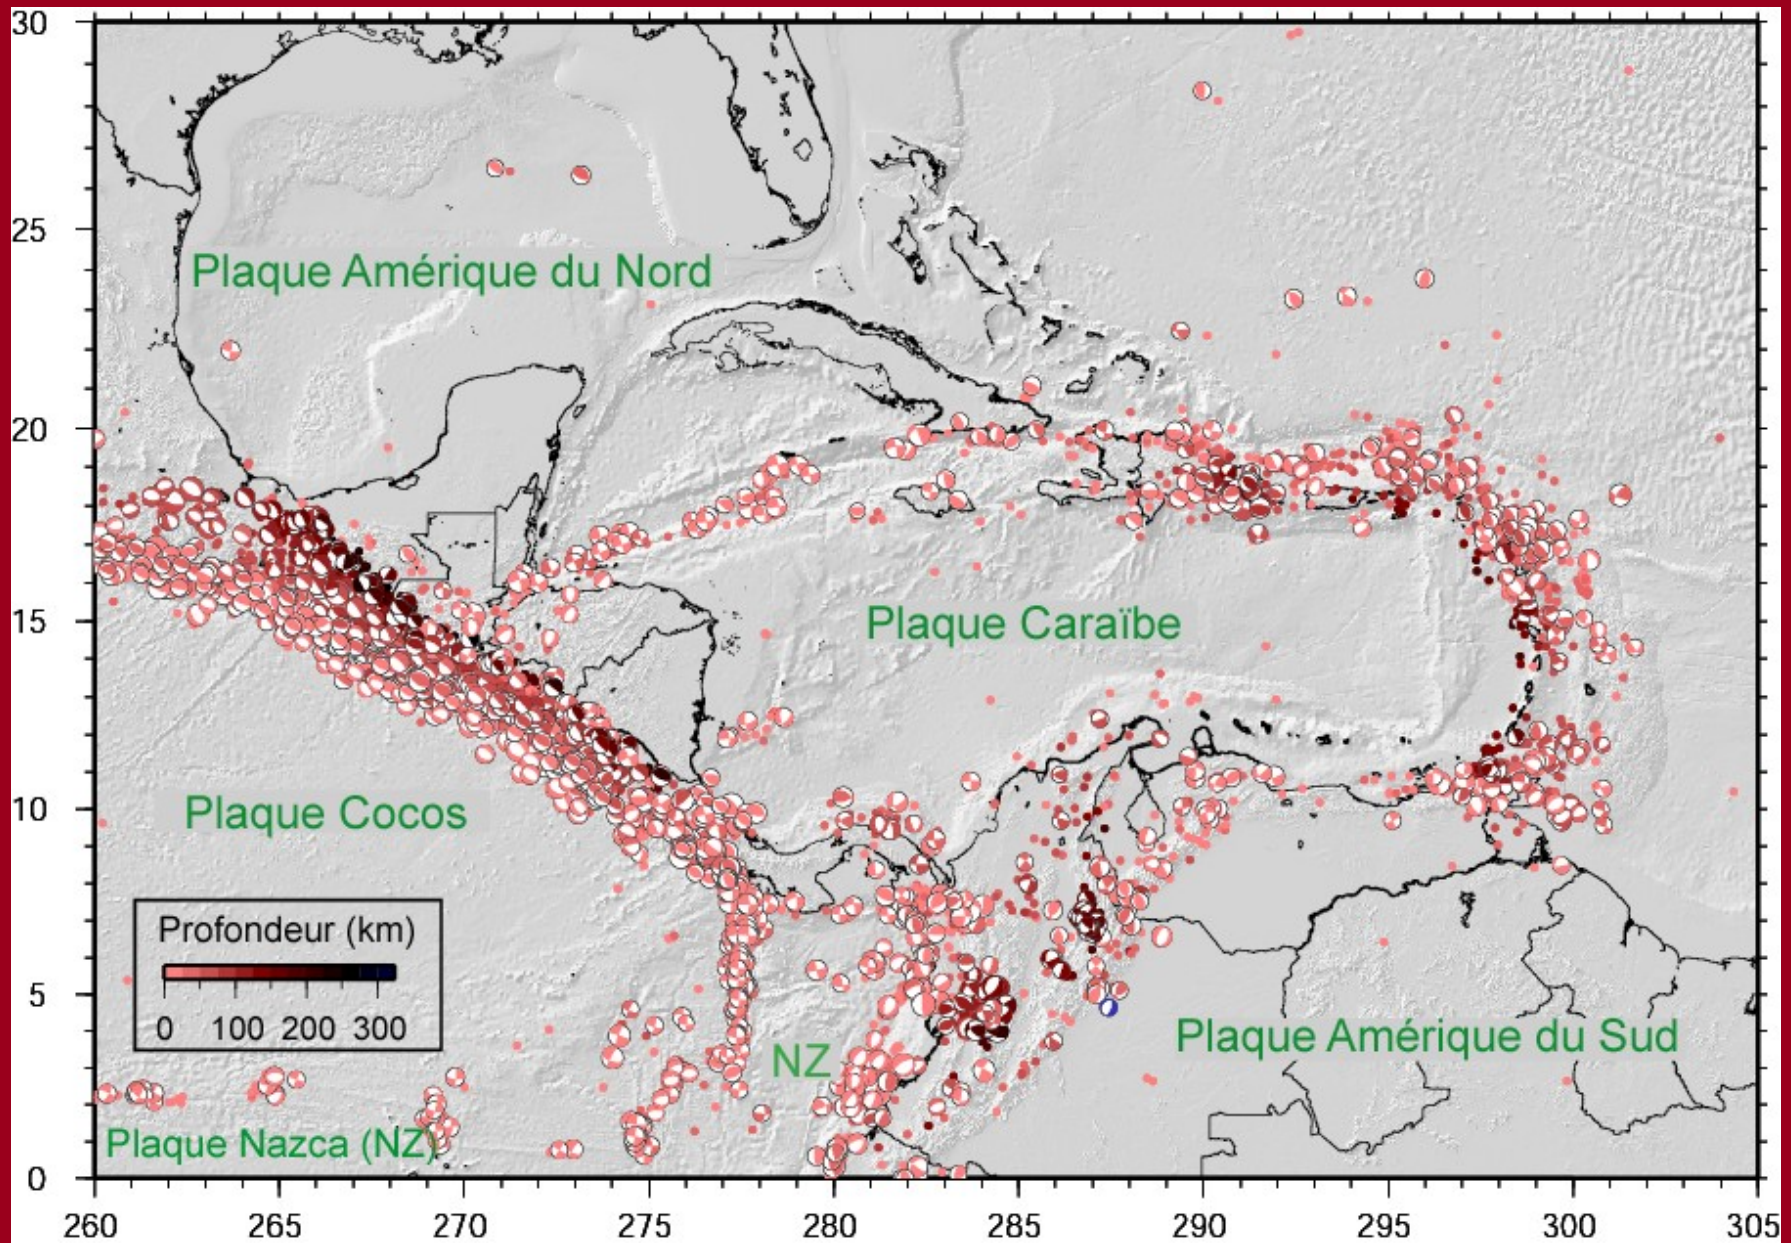 30
25
Plaque Amérique du Nord
20
15
Plaque Caraïbe
10
Plaque Cocos
Profondeur (km)
0 100 200 300
5
Plaque Amérique du Sud
NZ
Plaque Nazca (NZ)
0
260 265 270 275 280 285 290 295 300 305